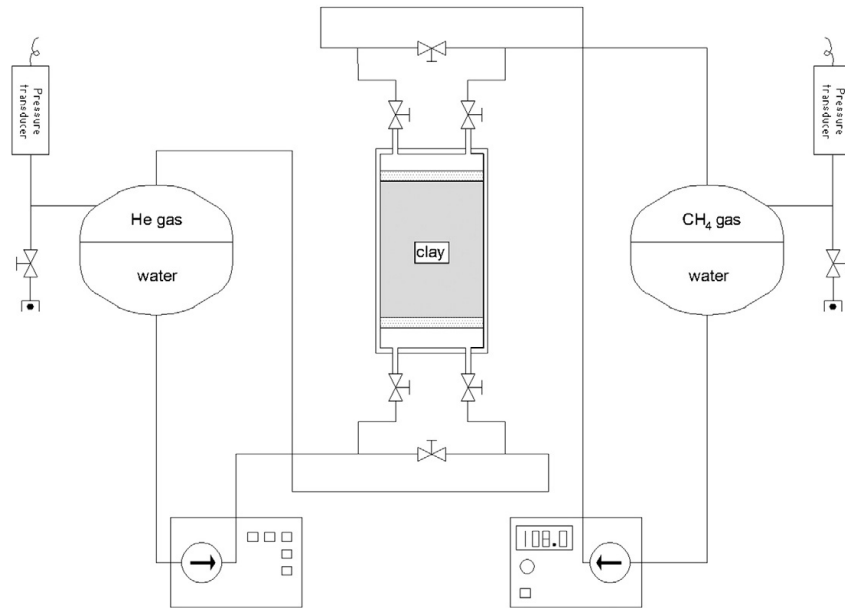 Pressure
transducer
Pressure
transducer
He gas
water
clay
CH₄ gas
water
108.0